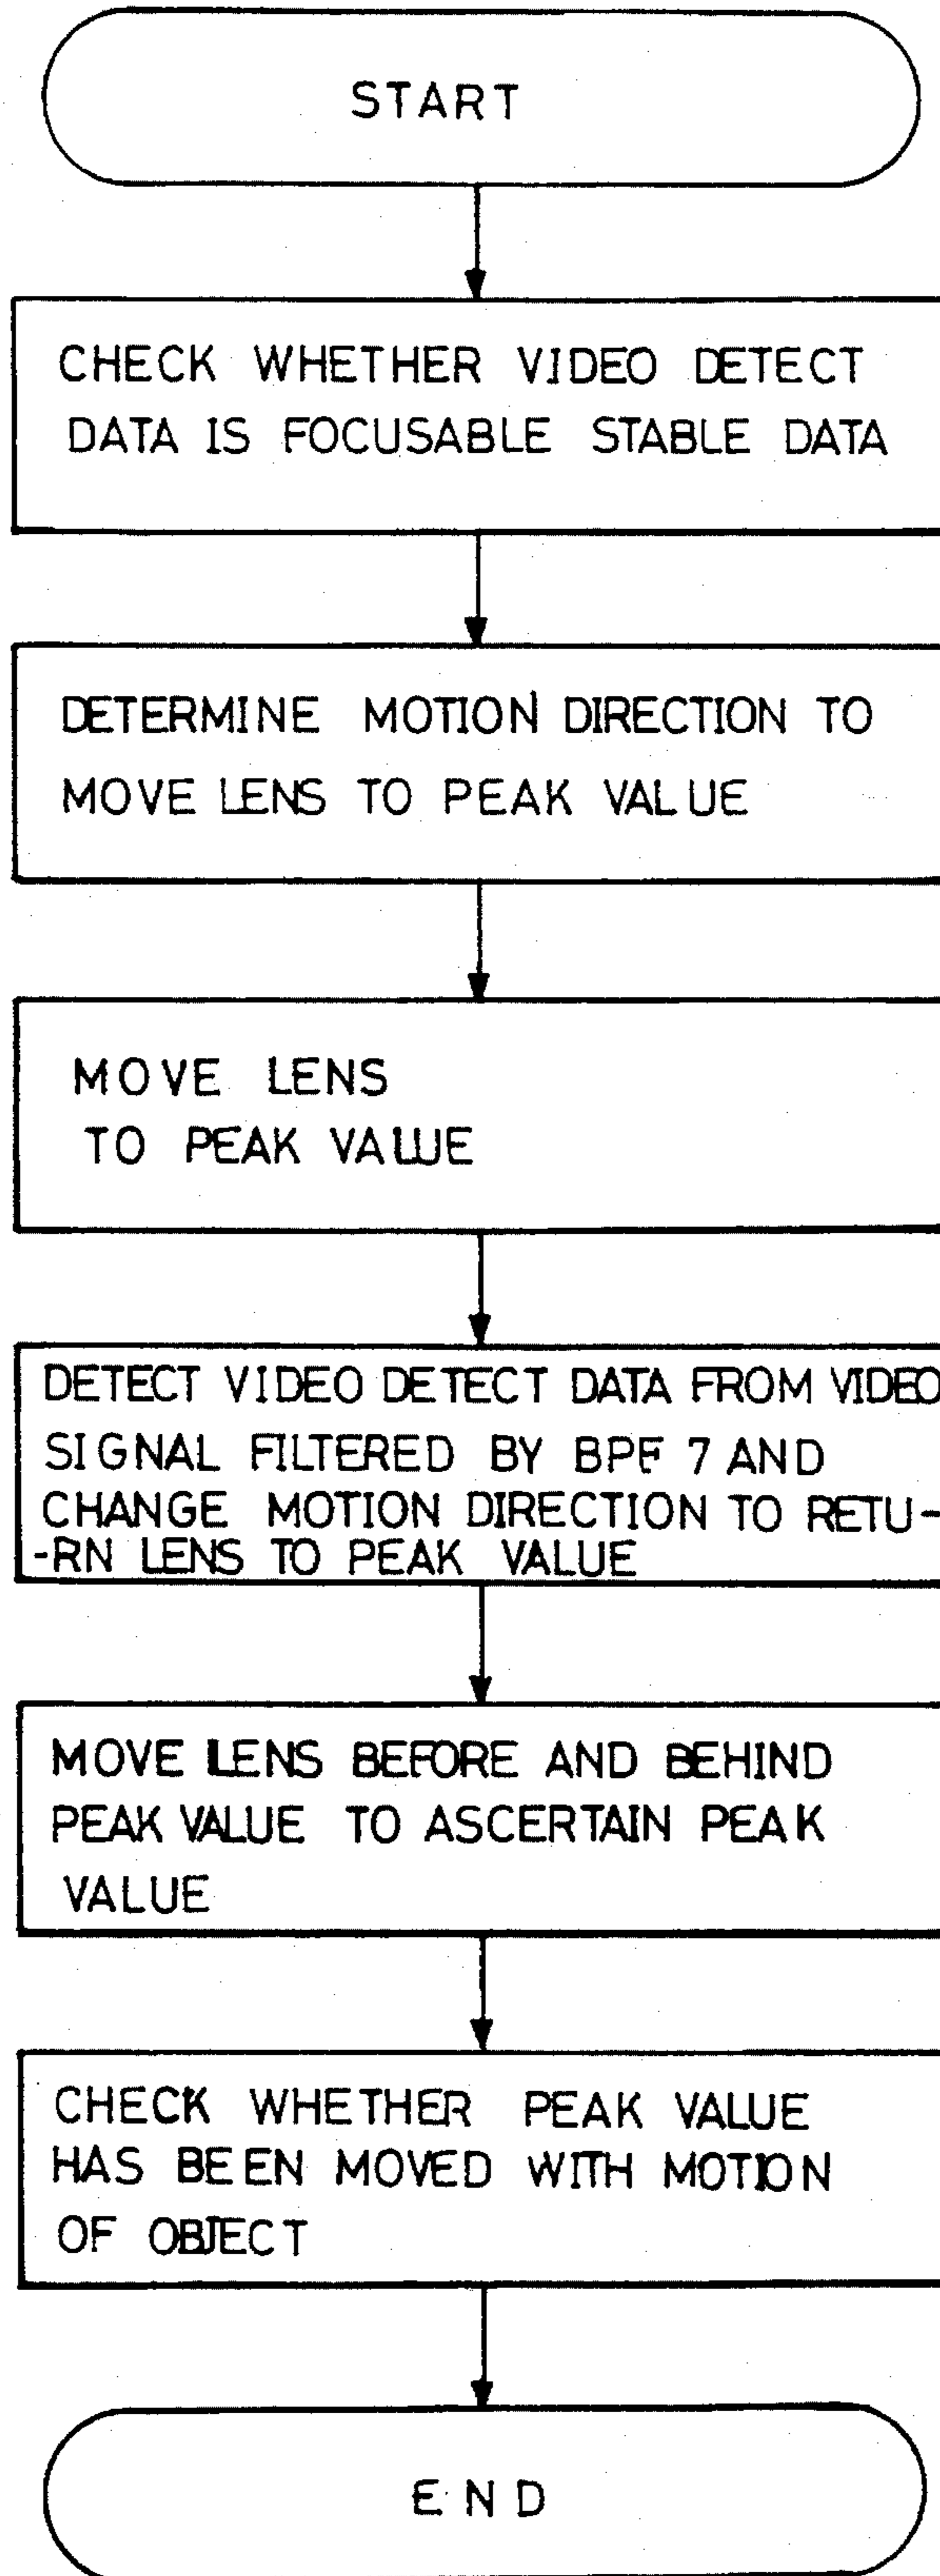 START
CHECK WHETHER VIDEO DETECT
DATA IS FOCUSABLE STABLE DATA
DETERMINE MOTION DIRECTION TO
MOVE LENS TO PEAK VALUE
MOVE LENS
TO PEAK VALUE
DETECT VIDEO DETECT DATA FROM VIDEO
SIGNAL FILTERED BY BPF 7 AND
CHANGE MOTION DIRECTION TO RETU-
-RN LENS TO PEAK VALUE
MOVE LENS BEFORE AND BEHIND
PEAK VALUE TO ASCERTAIN PEAK
VALUE
CHECK WHETHER PEAK VALUE
HAS BEEN MOVED WITH MOTION
OF OBJECT
END